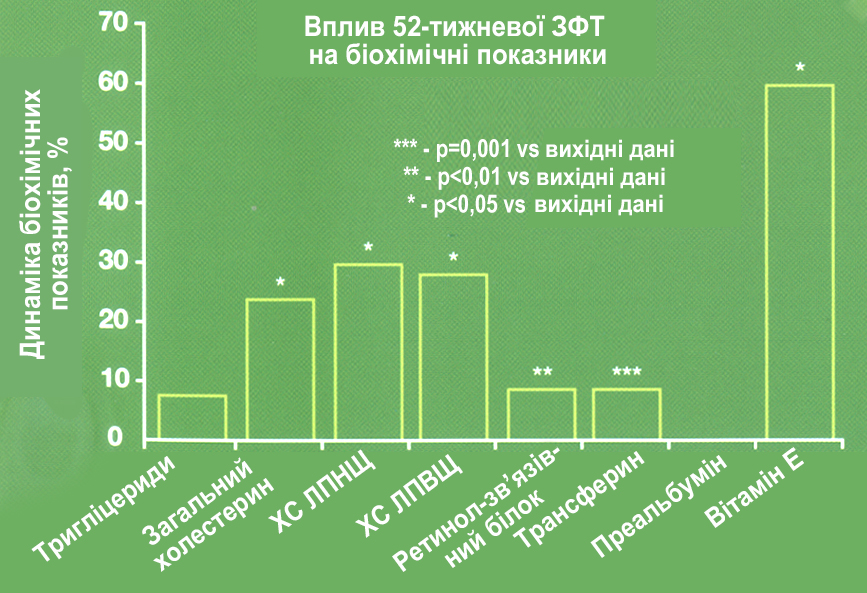 Вплив 52-тижневої ЗФТ
на біохімічні показники
Динаміка біохімічних
показників, %
70
60
50
40
30
20
10
0
*** - p=0,001 vs вихідні дані
** - p<0,01 vs вихідні дані
* - p<0,05 vs вихідні дані
*
*
*
**
***
*
Тригліцериди
Загальний
холестерин
ХС ЛПНЩ
ХС ЛПВЩ
Ретинол-зв’язів-
ний білок
Трансферин
Преальбумін
Вітамін Е